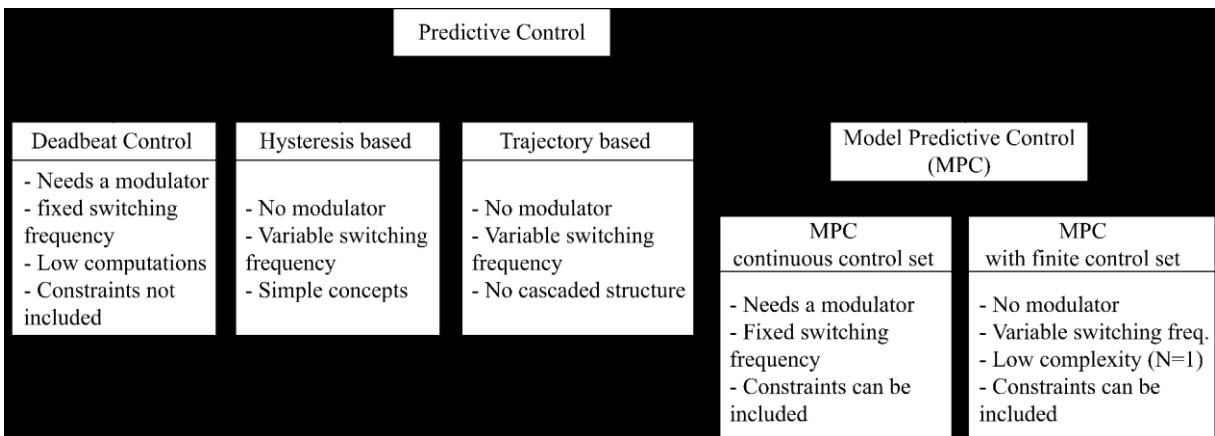 Predictive Control
Deadbeat Control
- Needs a modulator
- fixed switching
frequency
- Low computations
- Constraints not
included
Hysteresis based
- No modulator
- Variable switching
frequency
- Simple concepts
Trajectory based
- No modulator
- Variable switching
frequency
- No cascaded structure
Model Predictive Control
(MPC)
MPC
continuous control set
- Needs a modulator
- Fixed switching
frequency
- Constraints can be
included
MPC
with finite control set
- No modulator
- Variable switching freq.
- Low complexity (N=1)
- Constraints can be
included